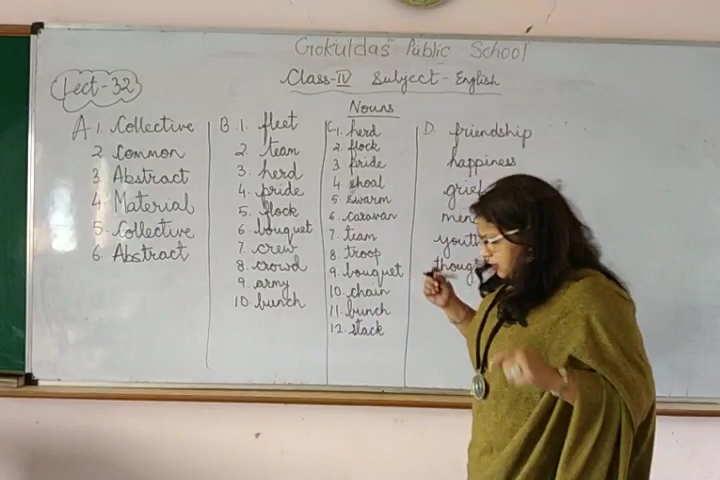 Gokuldas Public School
Lect-32
Class-IV Subject - English
Nouns
A 1. Collective
2 Common
3 Abstract
4 Material
5. Collective
6 Abstract
B 1. fleet
2. team
3. herd
4. pride
5. flock
6 bouquet
7. crew
8. crowd
9. army
10. bunch
C 1. herd
2. flock
3 pride
4 shoal
5 swarm
6. caravan
7. team
8. troop
9. bouquet
10. chain
11. bunch
12. stack
D. friendship
happiness
grief